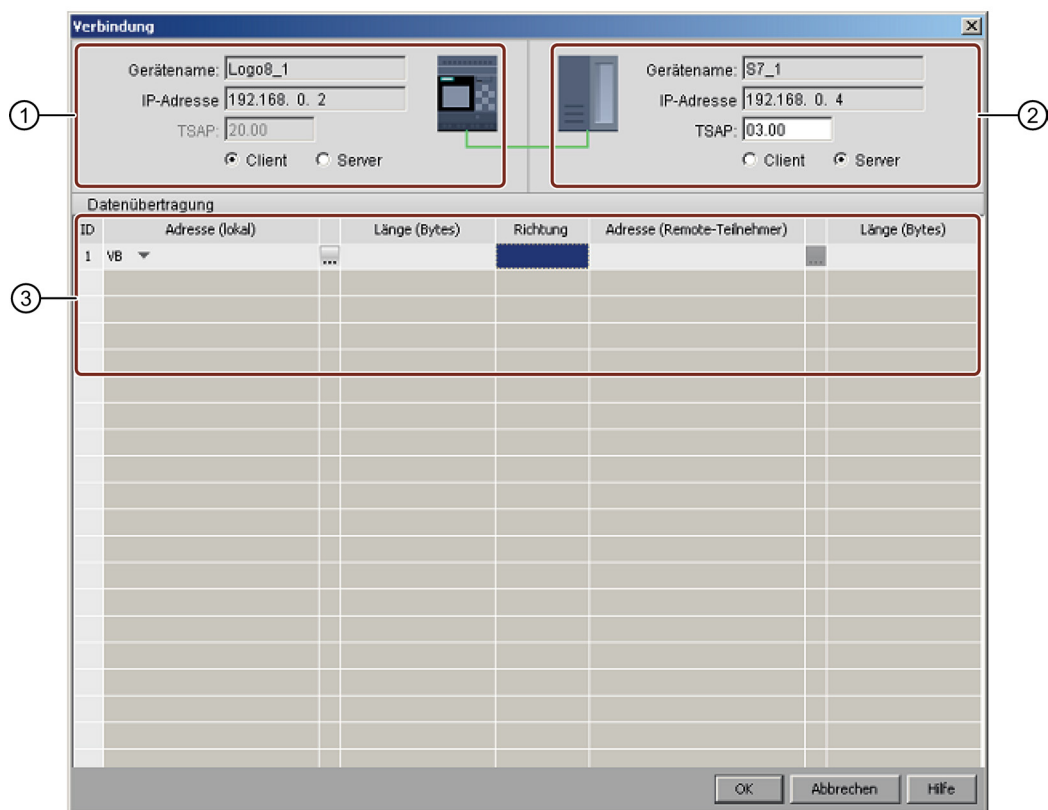 Verbindung
Gerätename: Logo8_1
IP-Adresse 192.168. 0. 2
TSAP: 20.00
Client Server
Gerätename: S7_1
IP-Adresse 192.168. 0. 4
TSAP: 03.00
Client Server
1
2
Datenübertragung
ID Adresse (lokal) Länge (Bytes) Richtung Adresse (Remote-Teilnehmer) Länge (Bytes)
1 VB ... ...
3
OK Abbrechen Hilfe